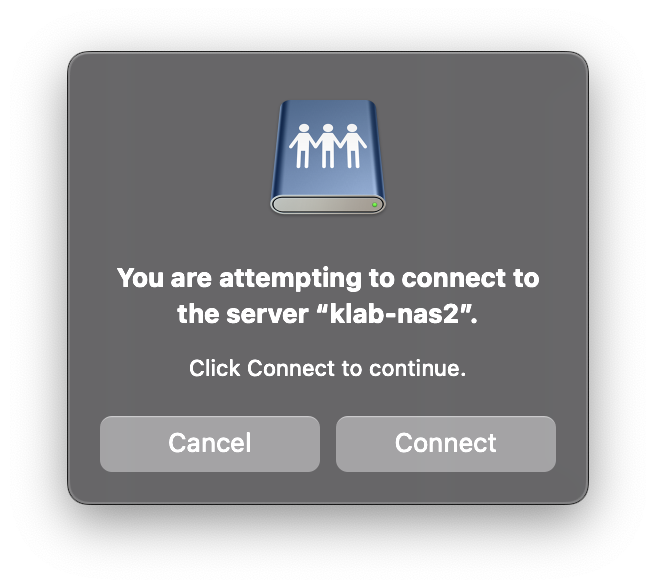 You are attempting to connect to
the server “klab-nas2”.
Click Connect to continue.
Cancel
Connect